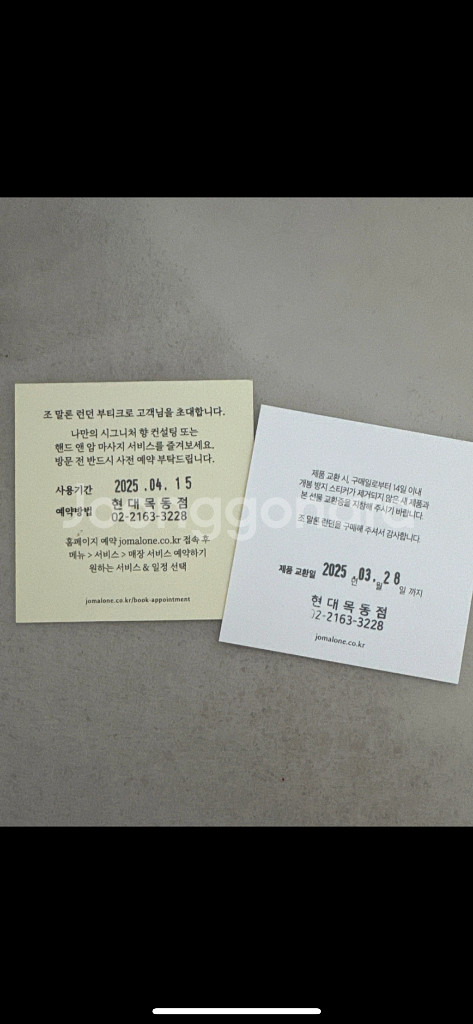 조 말론 런던 부티크로 고객님을 초대합니다.
나만의 시그니처 향 컨설팅 또는
핸드 앤 암 마사지 서비스를 즐겨보세요.
방문 전 반드시 사전 예약 부탁드립니다.
사용기간 2025.04.15
예약방법 현대목동점
02-2163-3228
홈페이지 예약 jomalone.co.kr 접속 후
메뉴 > 서비스 > 매장 서비스 예약하기
원하는 서비스 & 일정 선택
jomalone.co.kr/book-appointment
제품 교환 시, 구매일로부터 14일 이내
개봉 방지 스티커가 제거되지 않은 새 제품과
본 선물 교환증을 지참해 주시기 바랍니다.
조 말론 런던을 구매해 주셔서 감사합니다.
제품 교환일 2025년 03.월 28일 까지
현대목동점
02-2163-3228
jomalone.co.kr